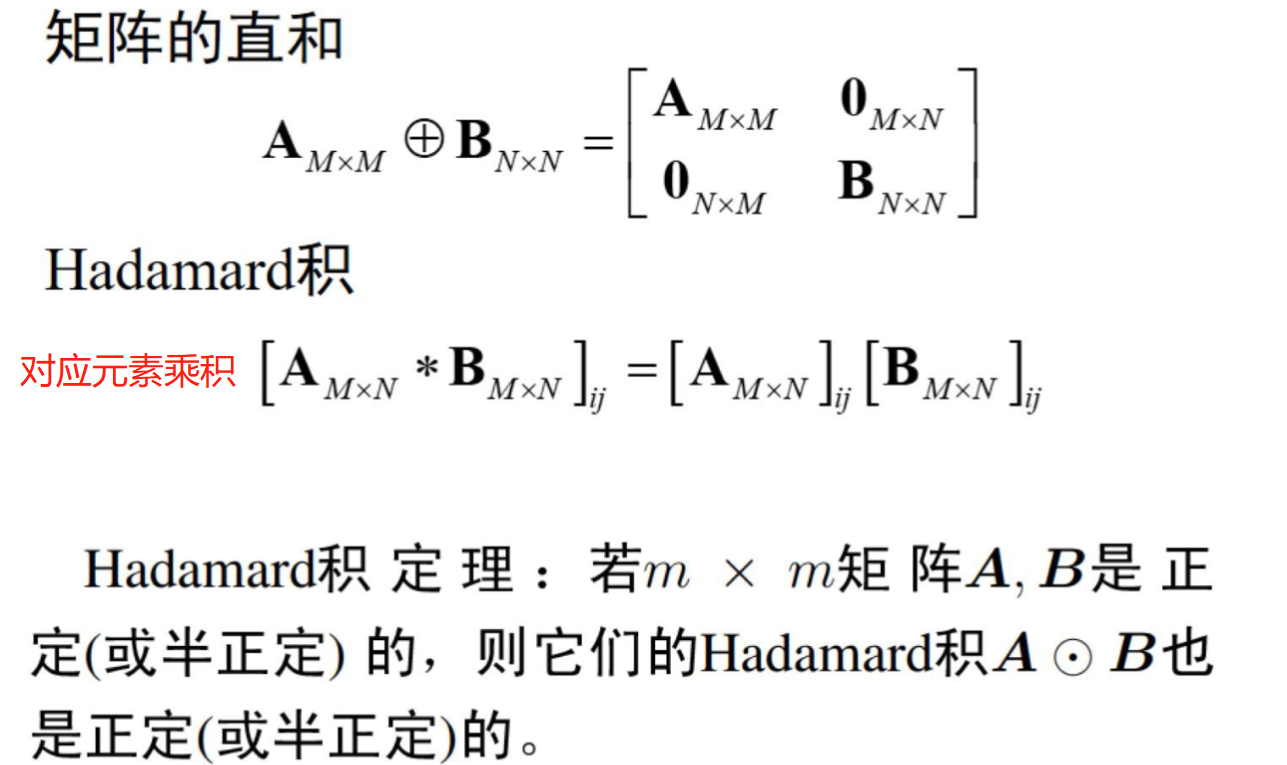 矩阵的直和
$\mathbf{A}_{M\times M} \oplus \mathbf{B}_{N\times N} = \begin{bmatrix} \mathbf{A}_{M\times M} & \mathbf{0}_{M\times N} \\ \mathbf{0}_{N\times M} & \mathbf{B}_{N\times N} \end{bmatrix}$
Hadamard积
对应元素乘积 $\left[\mathbf{A}_{M\times N} * \mathbf{B}_{M\times N}\right]_{ij} = \left[\mathbf{A}_{M\times N}\right]_{ij}\left[\mathbf{B}_{M\times N}\right]_{ij}$
Hadamard积 定 理 : 若$m \times m$矩 阵$\boldsymbol{A}, \boldsymbol{B}$是 正
定(或半正定) 的，则它们的Hadamard积$\boldsymbol{A} \odot \boldsymbol{B}$也
是正定(或半正定)的。